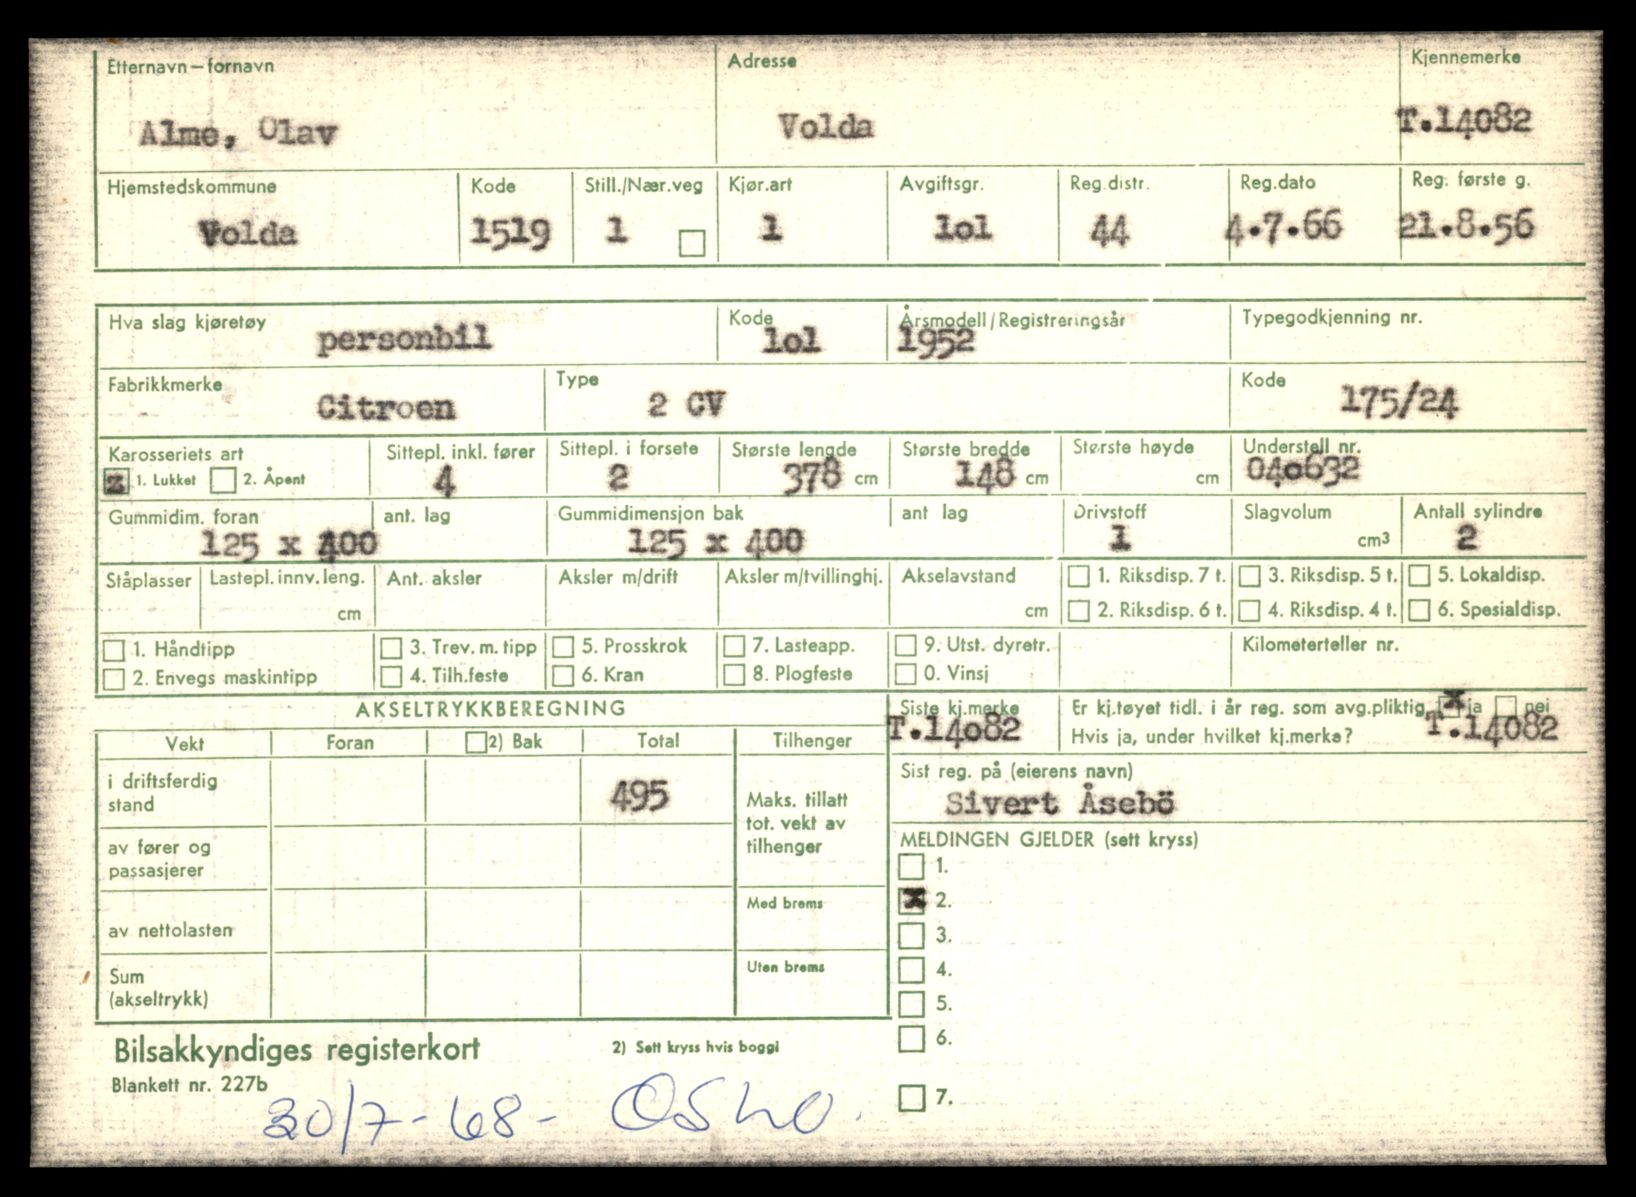 Etternavn – fornavn Adresse Kjennemerke
Alme, Olav Volda T.14082
Hjemstedskommune Kode Still./Nær.veg Kjør.art Avgiftsgr. Reg.distr. Reg.dato Reg. første g.
Volda 1519 1 1 lol 44 4.7.66 21.8.56
Hva slag kjøretøy personbil Kode lol Årsmodell/Registreringsår 1952 Typegodkjenning nr.
Fabrikkmerke Citroen Type 2 CV Kode 175/24
Karosseriets art Sittepl. inkl. fører Sittepl. i forsete Største lengde Største bredde Største høyde Understell nr.
1. Lukket 2. Åpent 4 2 378 cm 148 cm cm 040632
Gummidim. foran ant. lag Gummidimensjon bak ant lag Drivstoff Slagvolum Antall sylindre
125 x 400 125 x 400 1 cm3 2
Ståplasser Lastepl. innv. leng. Ant. aksler Aksler m/drift Aksler m/tvillinghj. Akselavstand 1. Riksdisp. 7 t. 3. Riksdisp. 5 t. 5. Lokaldisp.
cm cm 2. Riksdisp. 6 t. 4. Riksdisp. 4 t. 6. Spesialdisp.
1. Håndtipp 3. Trev. m. tipp 5. Prosskrok 7. Lasteapp. 9. Utst. dyretr. Kilometerteller nr.
2. Envegs maskintipp 4. Tilh.feste 6. Kran 8. Plogfeste 0. Vinsj
AKSELTRYKKBEREGNING Siste kj.merke Er kj.tøyet tidl. i år reg. som avg.pliktig x ja nei
T.14082 Hvis ja, under hvilket kj.merke? T.14082
Vekt Foran 2) Bak Total Tilhenger
Sist reg. på (eierens navn)
i driftsferdig
stand 495 Maks. tillatt
tot. vekt av
tilhenger
Sivert Åsebö
MELDINGEN GJELDER (sett kryss)
av fører og
passasjerer
1.
Med brems x 2.
av nettolasten 3.
Uten brems 4.
Sum
(akseltrykk)
5.
6.
Bilsakkyndiges registerkort 2) Sett kryss hvis boggi
Blankett nr. 227b 7.
30/7-68- Oslo.